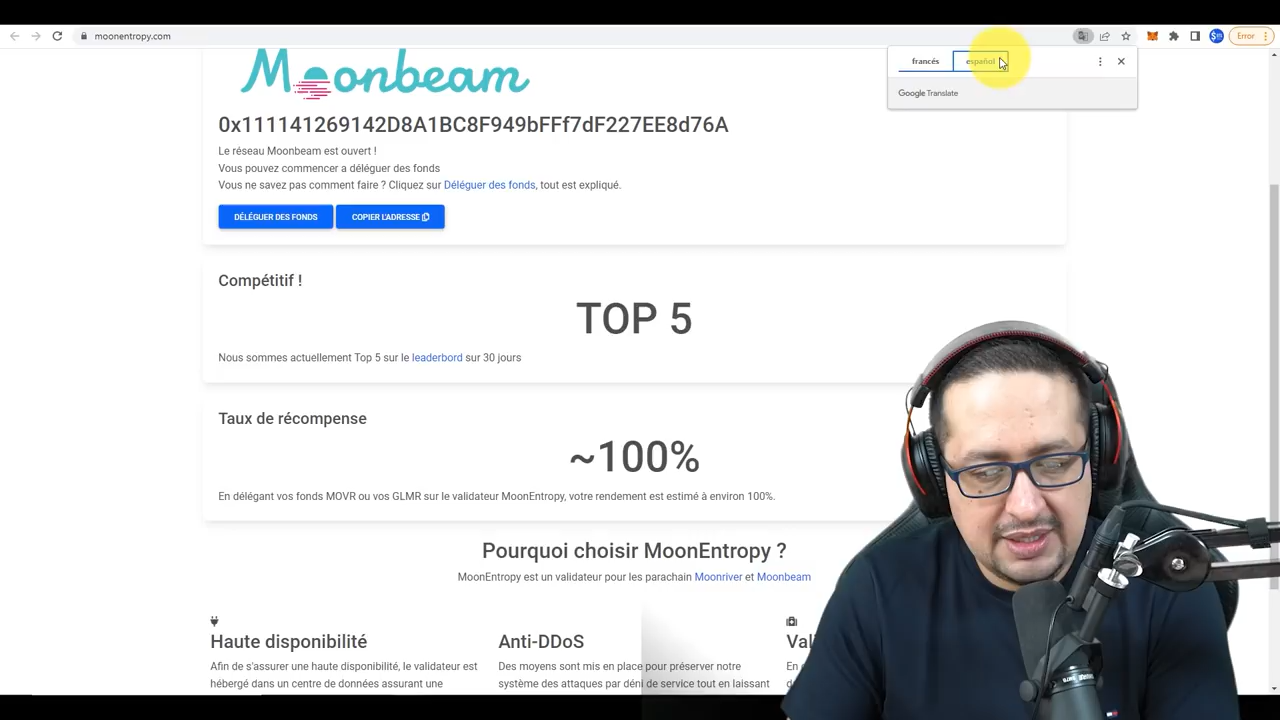 moonentropy.com
Error
francés
español
Google Translate
Moonbeam
0x111141269142D8A1BC8F949bFFf7dF227EE8d76A
Le réseau Moonbeam est ouvert !
Vous pouvez commencer a déléguer des fonds
Vous ne savez pas comment faire ? Cliquez sur Déléguer des fonds, tout est expliqué.
DÉLÉGUER DES FONDS
COPIER L'ADRESSE
Compétitif !
TOP 5
Nous sommes actuellement Top 5 sur le leaderbord sur 30 jours
Taux de récompense
~100%
En délégant vos fonds MOVR ou vos GLMR sur le validateur MoonEntropy, votre rendement est estimé à environ 100%.
Pourquoi choisir MoonEntropy ?
MoonEntropy est un validateur pour les parachain Moonriver et Moonbeam
Haute disponibilité
Afin de s'assurer une haute disponibilité, le validateur est
hébergé dans un centre de données assurant une
Anti-DDoS
Des moyens sont mis en place pour préserver notre
système des attaques par déni de service tout en laissant